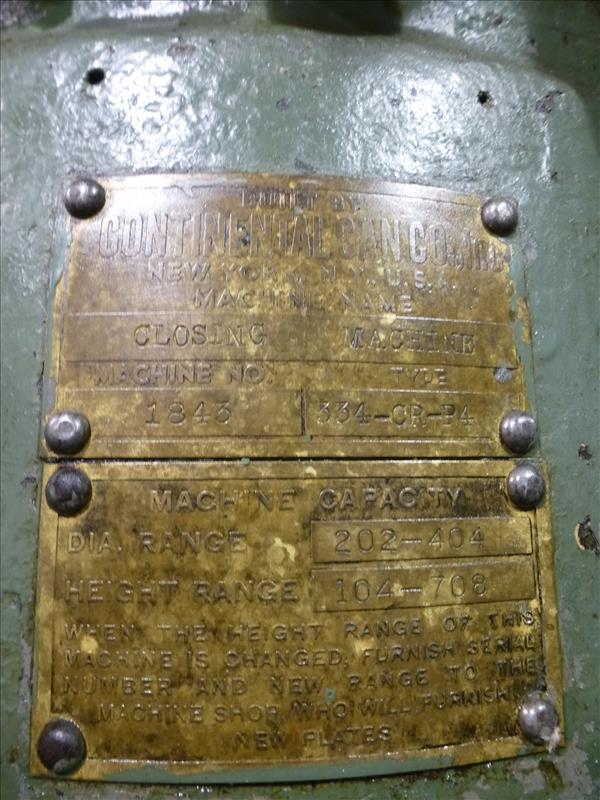 BUILT BY
CONTINENTAL CAN CO., INC.
NEW YORK, N.Y., U.S.A.
MACHINE NAME
CLOSING MACHINE
MACHINE NO. TYPE
1843 334-CR-P4
MACHINE CAPACITY
DIA. RANGE 202-404
HEIGHT RANGE 104-708
WHEN THE HEIGHT RANGE OF THIS
MACHINE IS CHANGED, FURNISH SERIAL
NUMBER AND NEW RANGE TO THE
MACHINE SHOP, WHO WILL FURNISH
NEW PLATES